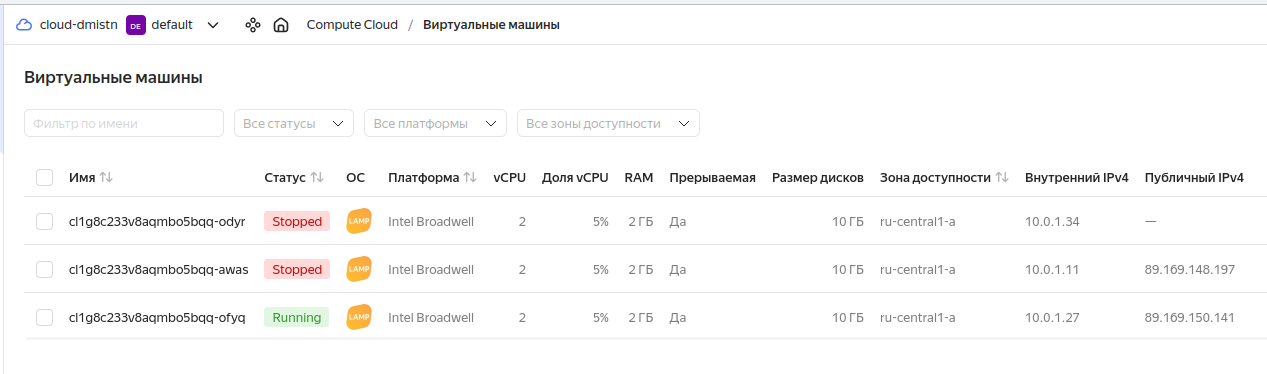 cloud-dmistn DE default Compute Cloud / Виртуальные машины
Виртуальные машины
Фильтр по имени Все статусы Все платформы Все зоны доступности
Имя Статус ОС Платформа vCPU Доля vCPU RAM Прерываемая Размер дисков Зона доступности Внутренний IPv4 Публичный IPv4
cl1g8c233v8aqmbo5bqq-odyr Stopped LAMP Intel Broadwell 2 5% 2 ГБ Да 10 ГБ ru-central1-a 10.0.1.34 —
cl1g8c233v8aqmbo5bqq-awas Stopped LAMP Intel Broadwell 2 5% 2 ГБ Да 10 ГБ ru-central1-a 10.0.1.11 89.169.148.197
cl1g8c233v8aqmbo5bqq-ofyq Running LAMP Intel Broadwell 2 5% 2 ГБ Да 10 ГБ ru-central1-a 10.0.1.27 89.169.150.141